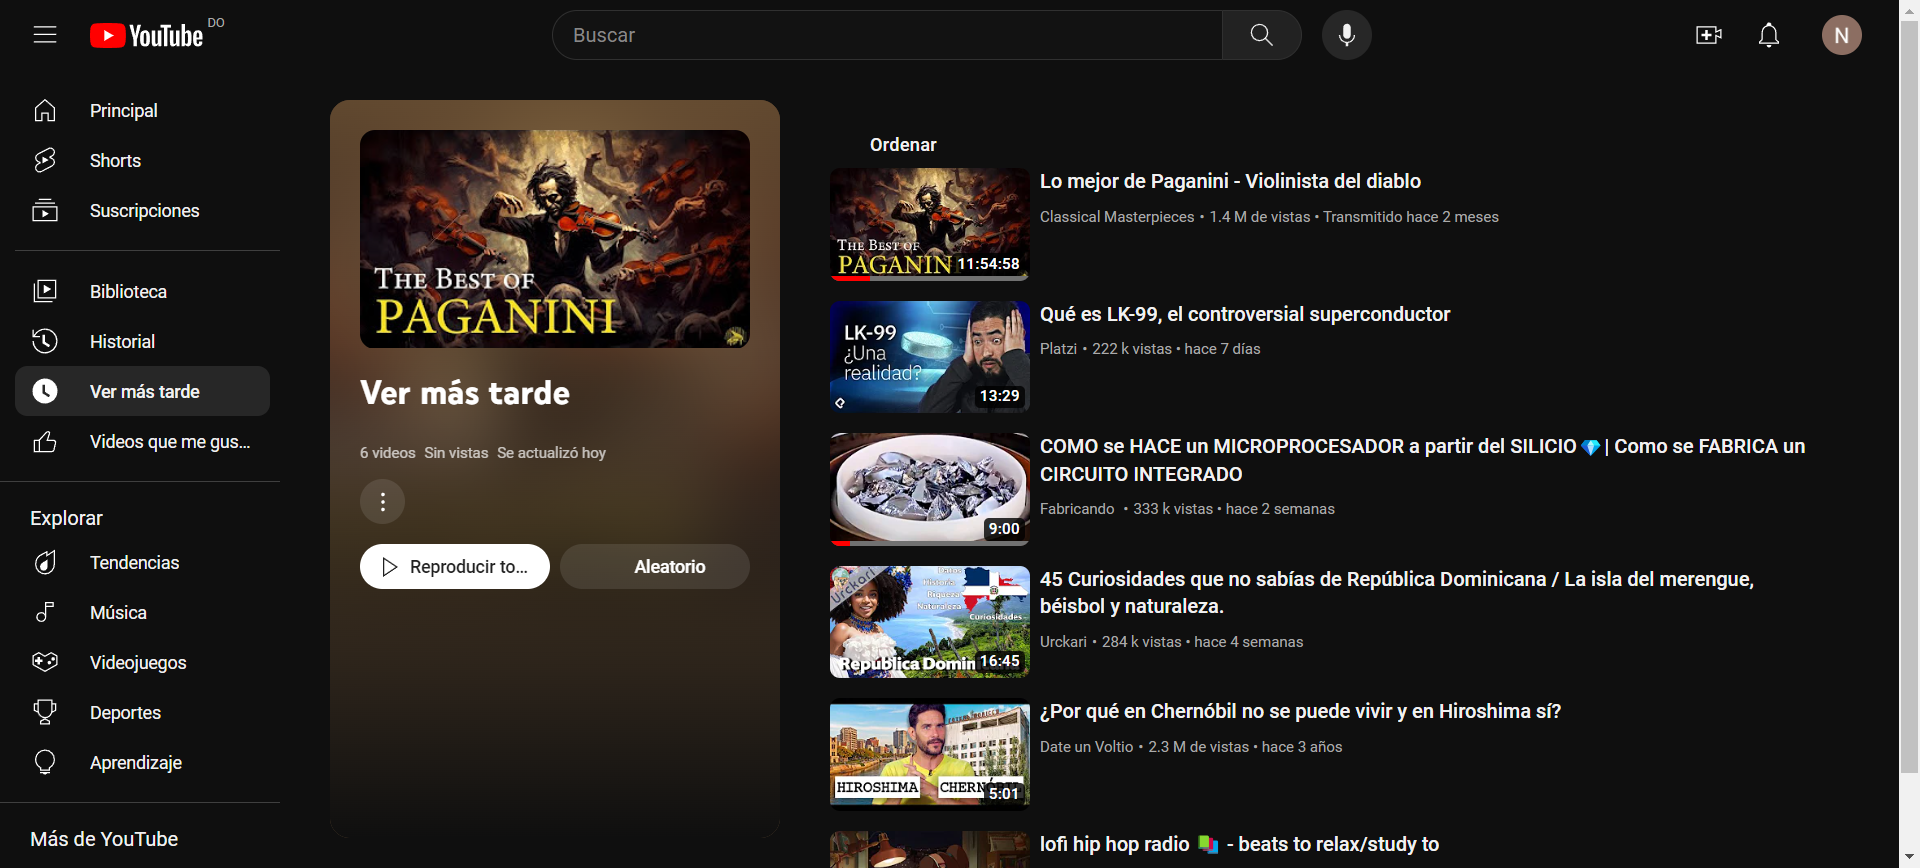 YouTube DO
Buscar
N
Principal
Shorts
Suscripciones
Biblioteca
Historial
Ver más tarde
Videos que me gus...
Explorar
Tendencias
Música
Videojuegos
Deportes
Aprendizaje
Más de YouTube
THE BEST OF
PAGANINI
Ver más tarde
6 videos Sin vistas Se actualizó hoy
Reproducir to...
Aleatorio
Ordenar
THE BEST OF
PAGANIN
11:54:58
Lo mejor de Paganini - Violinista del diablo
Classical Masterpieces • 1.4 M de vistas • Transmitido hace 2 meses
LK-99
¿Una
realidad?
13:29
Qué es LK-99, el controversial superconductor
Platzi • 222 k vistas • hace 7 días
9:00
COMO se HACE un MICROPROCESADOR a partir del SILICIO💎| Como se FABRICA un
CIRCUITO INTEGRADO
Fabricando • 333 k vistas • hace 2 semanas
Urckari
Datos
Historia
Riqueza
Naturaleza
Curiosidades
República Domin
16:45
45 Curiosidades que no sabías de República Dominicana / La isla del merengue,
béisbol y naturaleza.
Urckari • 284 k vistas • hace 4 semanas
HIROSHIMA
CHERNÓ
5:01
¿Por qué en Chernóbil no se puede vivir y en Hiroshima sí?
Date un Voltio • 2.3 M de vistas • hace 3 años
lofi hip hop radio 📚 - beats to relax/study to